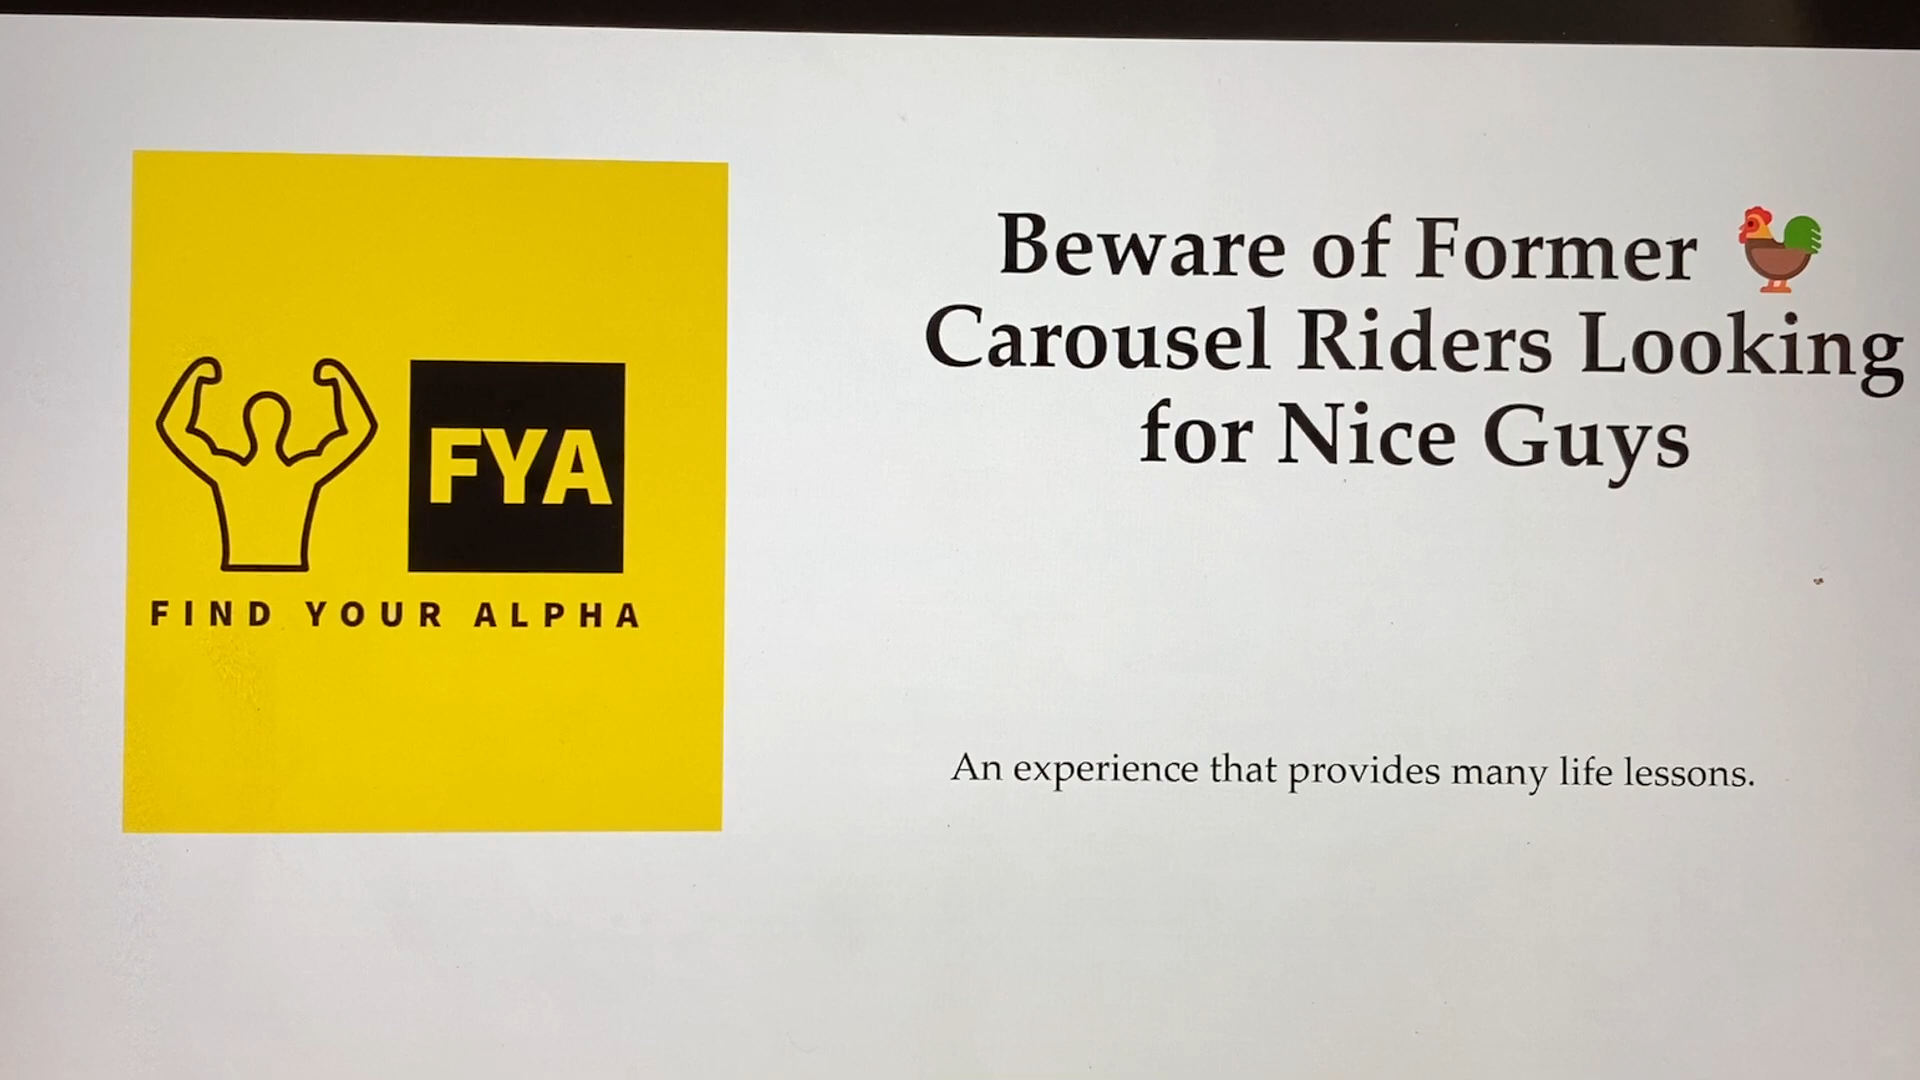 FYA
FIND YOUR ALPHA
Beware of Former 🐓
Carousel Riders Looking
for Nice Guys
An experience that provides many life lessons.